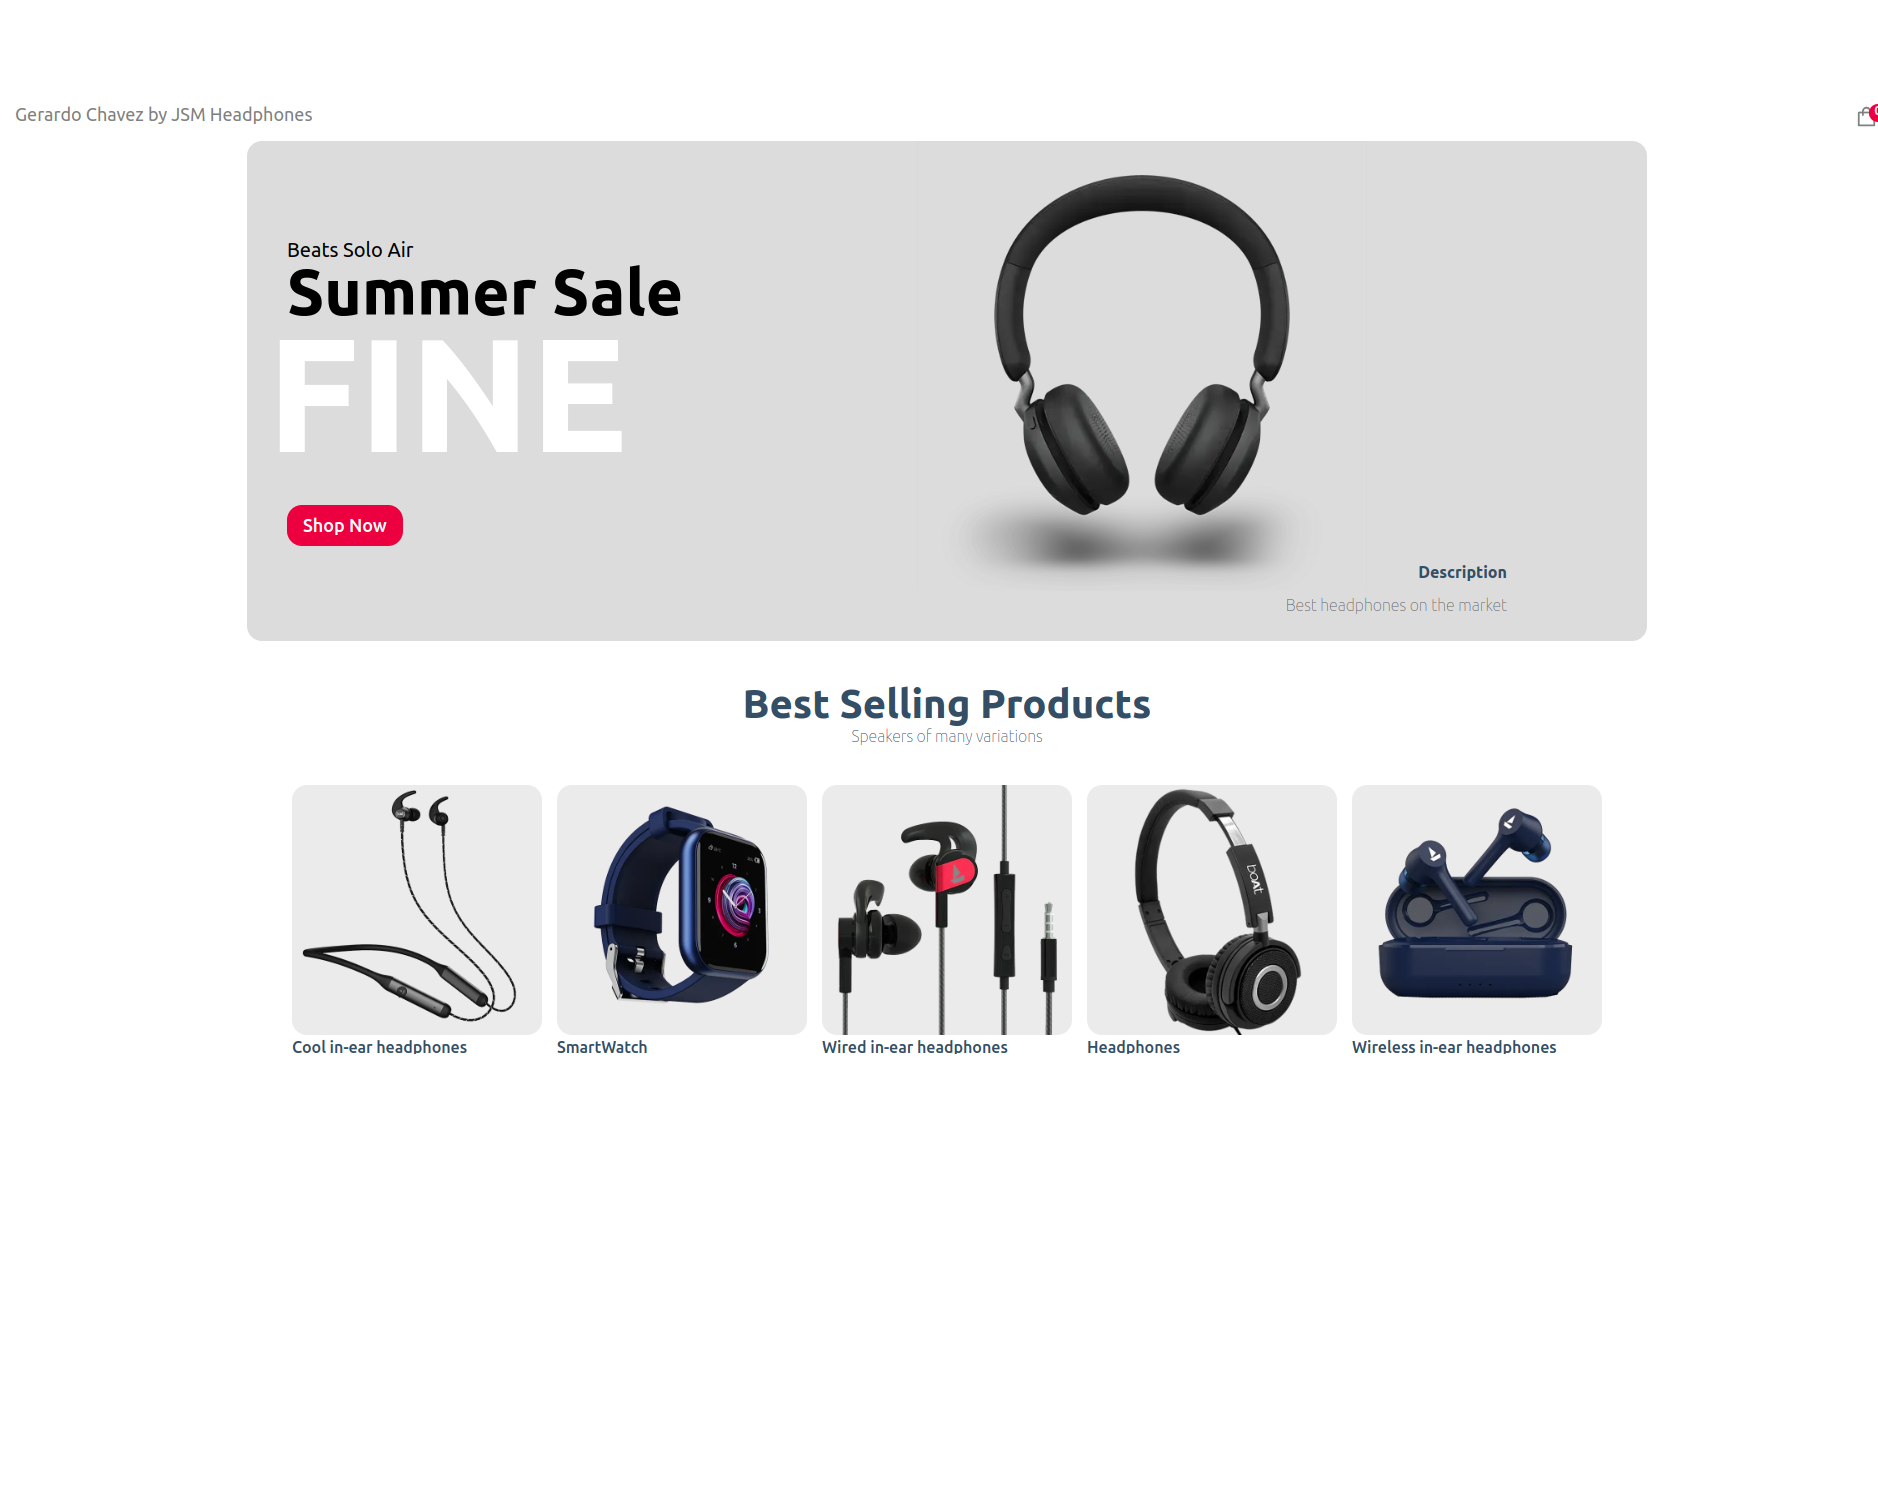 Gerardo Chavez by JSM Headphones
Beats Solo Air
Summer Sale
FINE
Shop Now
Description
Best headphones on the market
Best Selling Products
Speakers of many variations
boAt
Cool in-ear headphones
SmartWatch
Wired in-ear headphones
Headphones
Wireless in-ear headphones